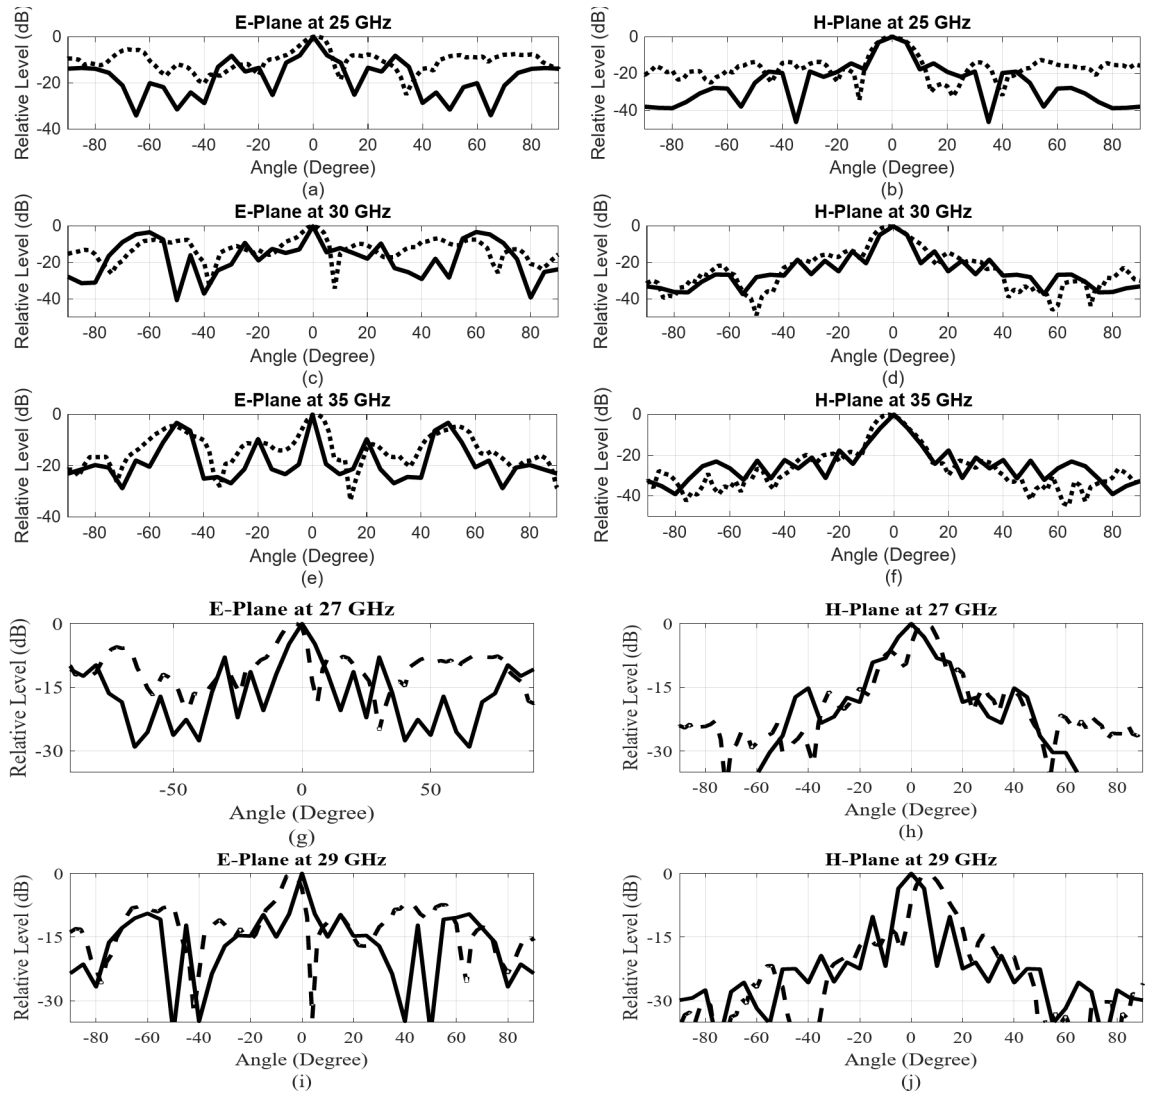 E-Plane at 25 GHz
Relative Level (dB)
0
-20
-40
-80 -60 -40 -20 0 20 40 60 80
Angle (Degree)
(a)
H-Plane at 25 GHz
Relative Level (dB)
0
-20
-40
-80 -60 -40 -20 0 20 40 60 80
Angle (Degree)
(b)
E-Plane at 30 GHz
Relative Level (dB)
0
-20
-40
-80 -60 -40 -20 0 20 40 60 80
Angle (Degree)
(c)
H-Plane at 30 GHz
Relative Level (dB)
0
-20
-40
-80 -60 -40 -20 0 20 40 60 80
Angle (Degree)
(d)
E-Plane at 35 GHz
Relative Level (dB)
0
-20
-40
-80 -60 -40 -20 0 20 40 60 80
Angle (Degree)
(e)
H-Plane at 35 GHz
Relative Level (dB)
0
-20
-40
-80 -60 -40 -20 0 20 40 60 80
Angle (Degree)
(f)
E-Plane at 27 GHz
Relative Level (dB)
0
-15
-30
-50 0 50
Angle (Degree)
(g)
H-Plane at 27 GHz
Relative Level (dB)
0
-15
-30
-80 -60 -40 -20 0 20 40 60 80
Angle (Degree)
(h)
E-Plane at 29 GHz
Relative Level (dB)
0
-15
-30
-80 -60 -40 -20 0 20 40 60 80
Angle (Degree)
(i)
H-Plane at 29 GHz
Relative Level (dB)
0
-15
-30
-80 -60 -40 -20 0 20 40 60 80
Angle (Degree)
(j)